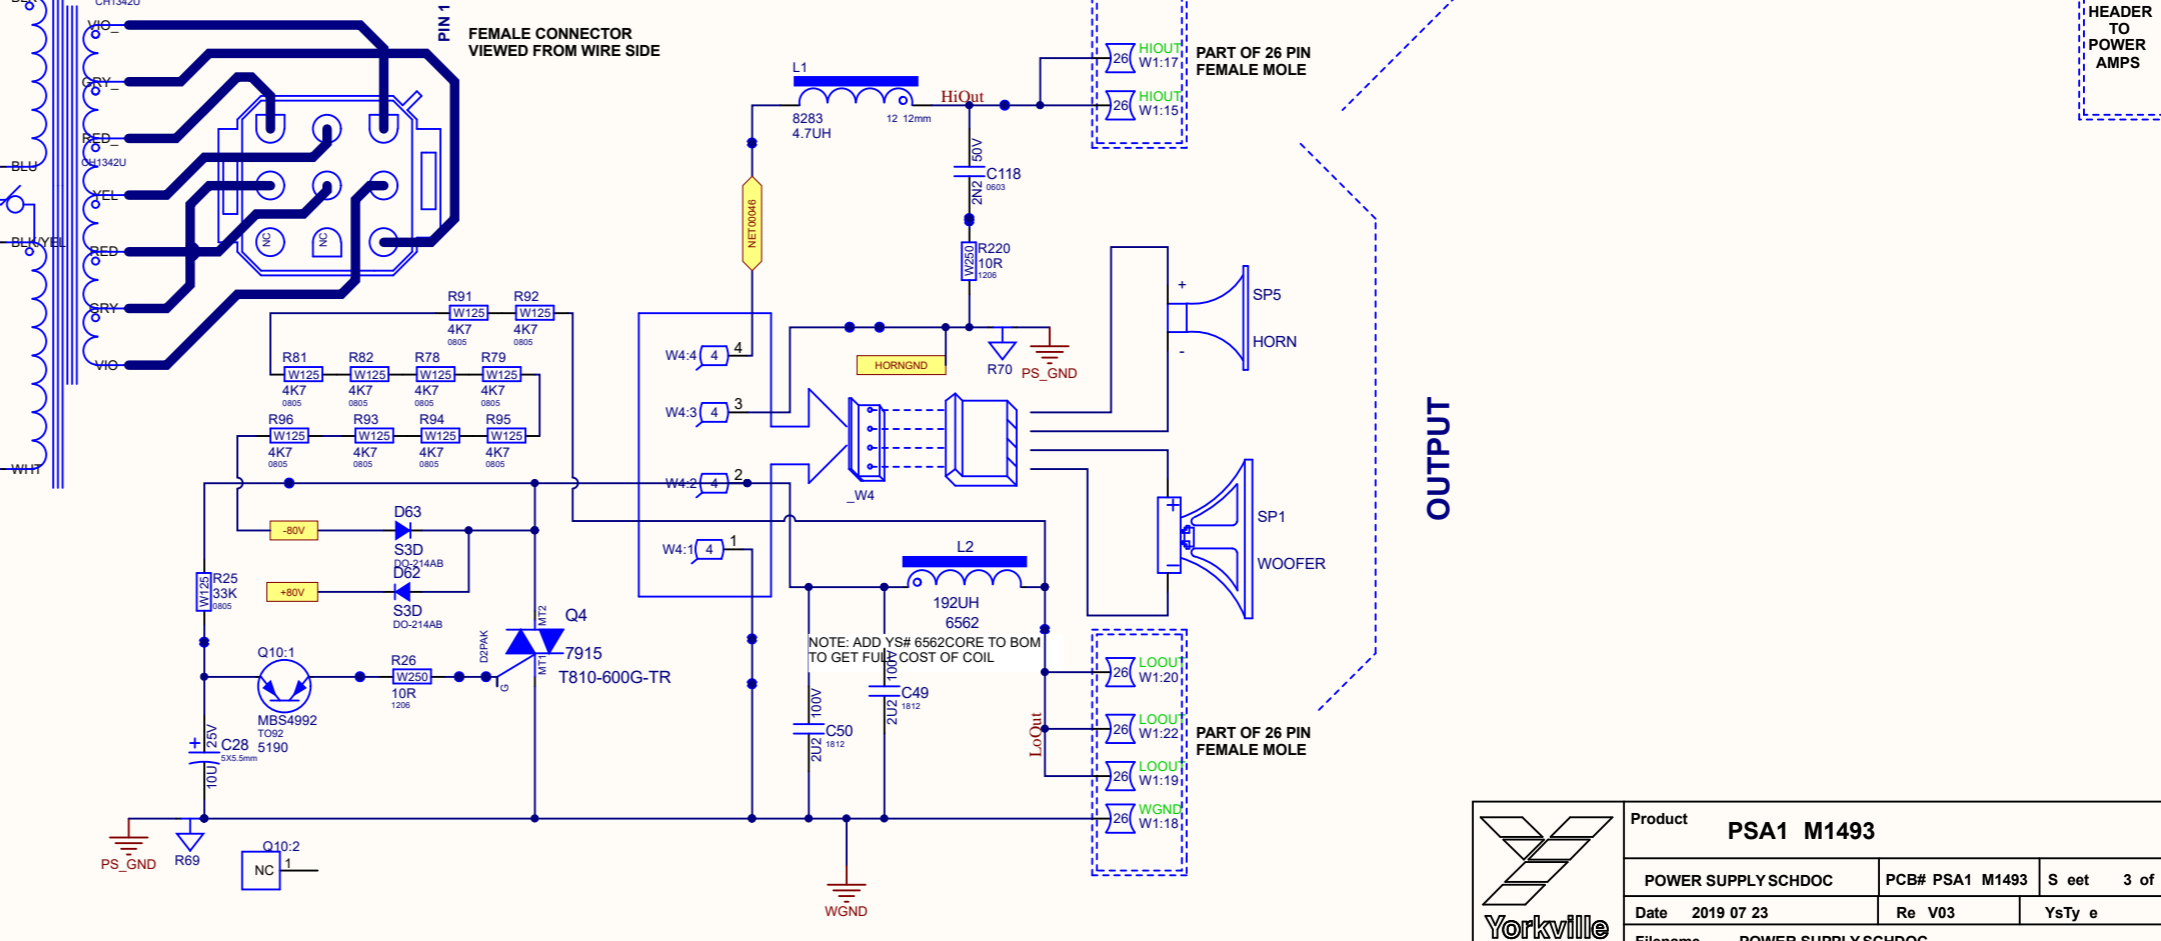 CH1342U
VIO_
GRY_
RED_
CH1342U
BLU
YEL
BLK/YEL
RED
GRY
VIO
WHT
PIN 1
FEMALE CONNECTOR
VIEWED FROM WIRE SIDE
NC
NC
L1
8283
4.7UH
12 12mm
HiOut
HIOUT
26
W1:17
HIOUT
26
W1:15
PART OF 26 PIN
FEMALE MOLE
HEADER
TO
POWER
AMPS
50V
C118
0603
2N2
NET00046
R220
W250
10R
1206
HORNGND
R70
PS_GND
+
SP5
HORN
-
R91
W125
4K7
0805
R92
W125
4K7
0805
R81
W125
4K7
0805
R82
W125
4K7
0805
R78
W125
4K7
0805
R79
W125
4K7
0805
R96
W125
4K7
0805
R93
W125
4K7
0805
R94
W125
4K7
0805
R95
W125
4K7
0805
W4:4
4
4
W4:3
4
3
W4:2
4
2
W4:1
4
1
_W4
OUTPUT
+
SP1
WOOFER
-80V
D63
S3D
DO-214AB
+80V
D62
S3D
DO-214AB
R25
W125
33K
0805
Q10:1
MBS4992
TO92
5190
R26
W250
10R
1206
D2PAK
MT2
MT1
G
Q4
7915
T810-600G-TR
+
25V
C28
5X5.5mm
10U
L2
192UH
6562
NOTE: ADD YS# 6562CORE TO BOM
TO GET FULL COST OF COIL
100V
C49
1812
2U2
100V
C50
1812
2U2
LoOut
LOOUT
26
W1:20
LOOUT
26
W1:22
LOOUT
26
W1:19
WGND
26
W1:18
PART OF 26 PIN
FEMALE MOLE
PS_GND
R69
Q10:2
NC
1
WGND
Yorkville
Product
PSA1 M1493
POWER SUPPLY SCHDOC
PCB# PSA1 M1493
S eet 3 of
Date 2019 07 23
Re V03
YsTy e
Filename POWER SUPPLY SCHDOC